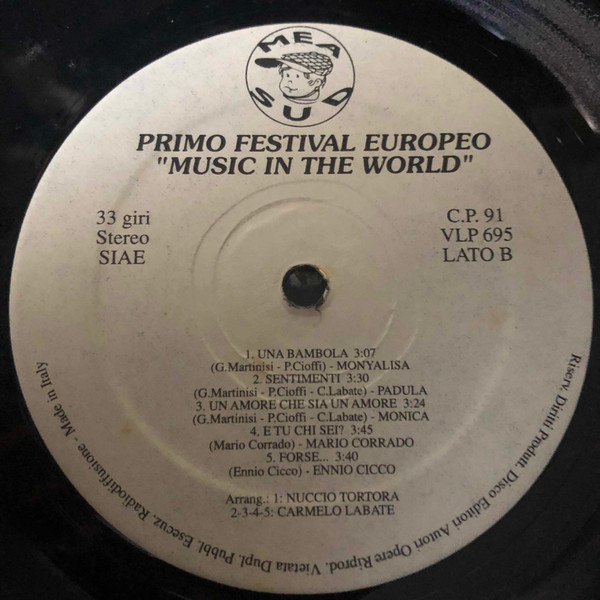 MEA
SUD
PRIMO FESTIVAL EUROPEO
"MUSIC IN THE WORLD"
33 giri
Stereo
SIAE
C.P. 91
VLP 695
LATO B
1. UNA BAMBOLA 3:07
(G.Martinisi - P.Cioffi) - MONYALISA
2. SENTIMENTI 3:30
(G.Martinisi - P.Cioffi - C.Labate) - PADULA
3. UN AMORE CHE SIA UN AMORE 3:24
(G.Martinisi - P.Cioffi - C.Labate) - MONICA
4. E TU CHI SEI? 3:45
(Mario Corrado) - MARIO CORRADO
5. FORSE... 3:40
(Ennio Cicco) - ENNIO CICCO
Arrang.: 1: NUCCIO TORTORA
2-3-4-5: CARMELO LABATE
Riserv. Diritti Produtt. Disco Editori Autori Opere Riprod. Vietata Dupl. Pubbl. Esecuz. Radiodiffusione - Made in Italy